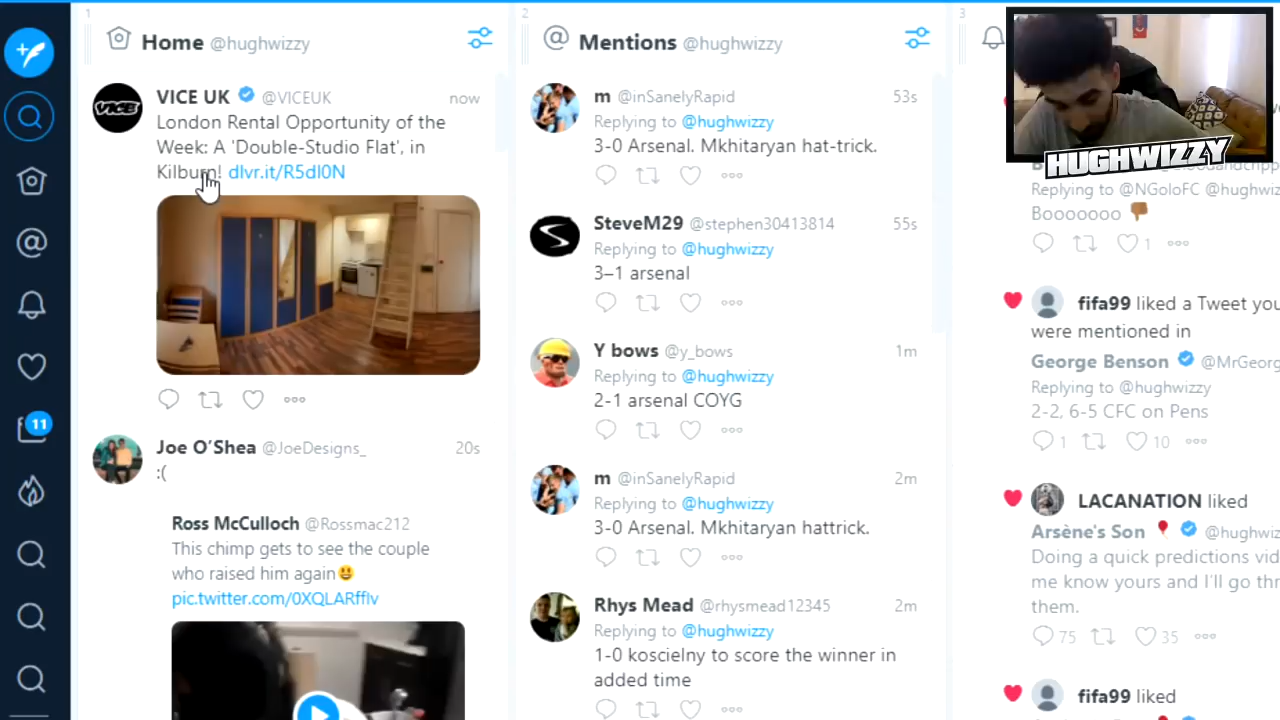 1
Home @hughwizzy
VICE
VICE UK @VICEUK now
London Rental Opportunity of the
Week: A 'Double-Studio Flat', in
Kilburn! dlvr.it/R5dl0N
11
Joe O'Shea @JoeDesigns_ 20s
:(
Ross McCulloch @Rossmac212
This chimp gets to see the couple
who raised him again
pic.twitter.com/0XQLARfflv
2
Mentions @hughwizzy
m @inSanelyRapid 53s
Replying to @hughwizzy
3-0 Arsenal. Mkhitaryan hat-trick.
SteveM29 @stephen30413814 55s
Replying to @hughwizzy
3–1 arsenal
Y bows @y_bows 1m
Replying to @hughwizzy
2-1 arsenal COYG
m @inSanelyRapid 2m
Replying to @hughwizzy
3-0 Arsenal. Mkhitaryan hattrick.
Rhys Mead @rhysmead12345 2m
Replying to @hughwizzy
1-0 koscielny to score the winner in
added time
3
HUGHWIZZY
Replying to @NGoloFC @hughwiz
Booooooo
1
fifa99 liked a Tweet you
were mentioned in
George Benson @MrGeorg
Replying to @hughwizzy
2-2, 6-5 CFC on Pens
1 10
LACANATION liked
Arsène's Son @hughwiz
Doing a quick predictions vid
me know yours and I'll go thr
them.
75 35
fifa99 liked